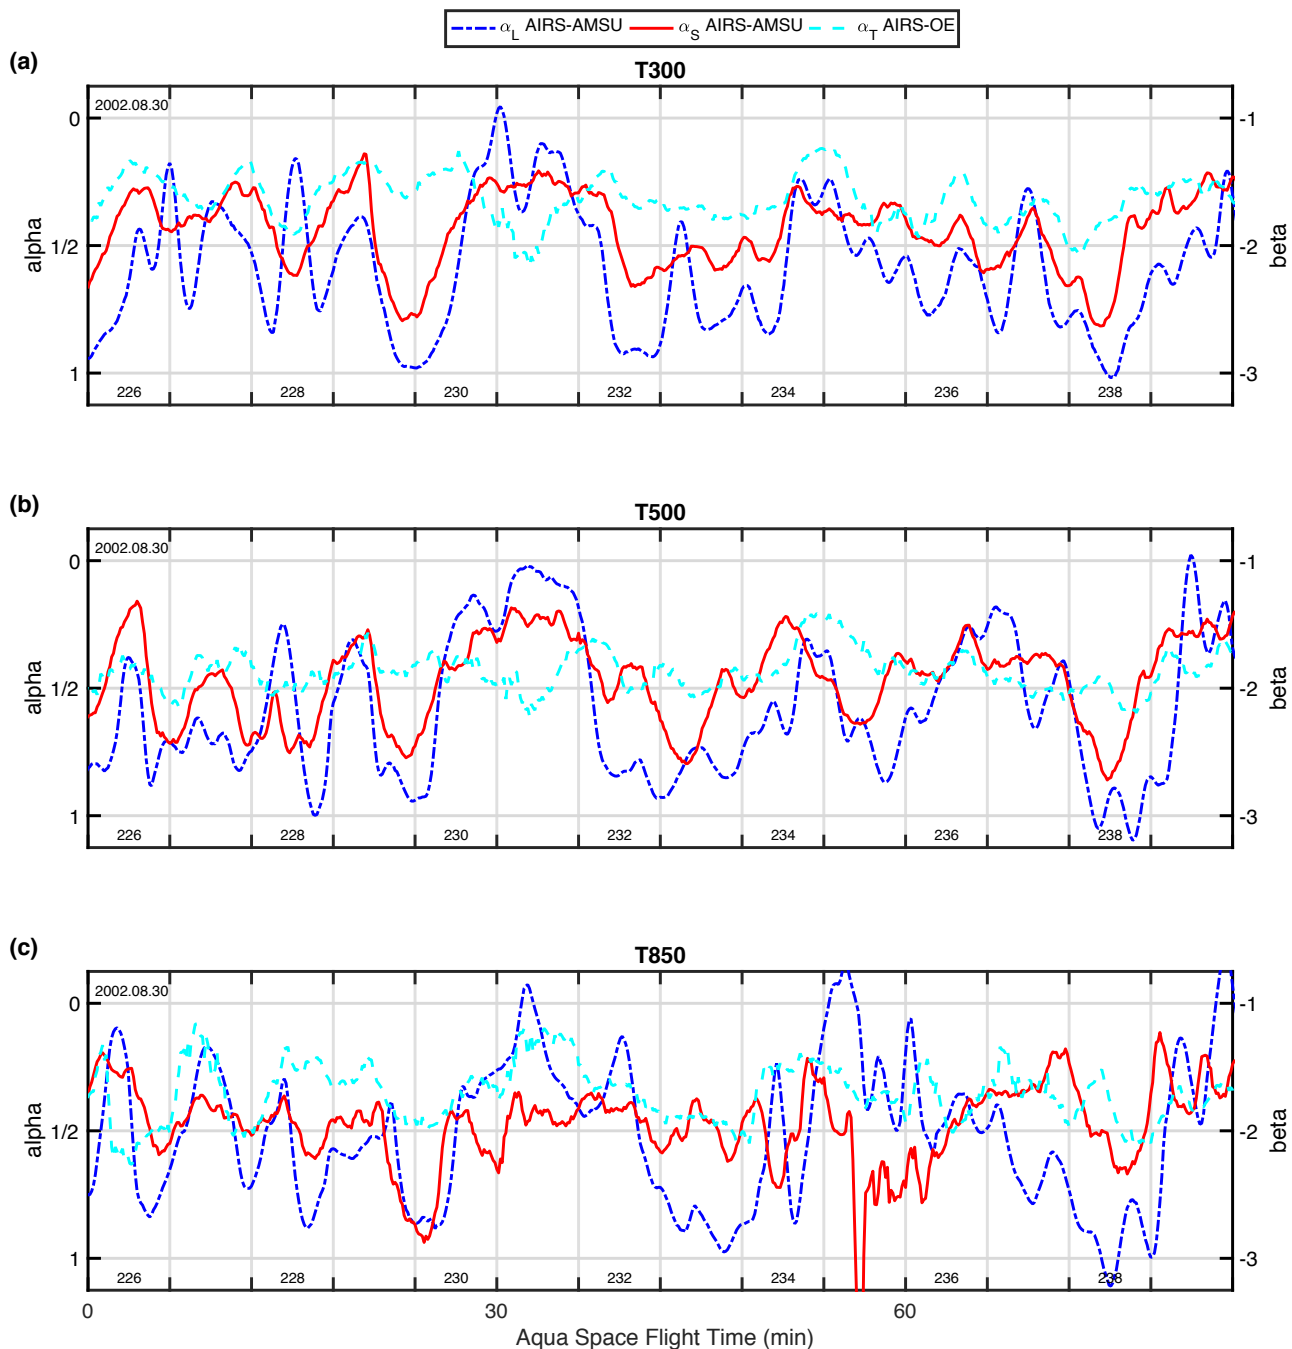 α_L AIRS-AMSU α_S AIRS-AMSU α_T AIRS-OE
(a)
T300
2002.08.30
0
1/2
1
alpha
-1
-2
-3
beta
226 228 230 232 234 236 238
(b)
T500
2002.08.30
0
1/2
1
alpha
-1
-2
-3
beta
226 228 230 232 234 236 238
(c)
T850
2002.08.30
0
1/2
1
alpha
-1
-2
-3
beta
226 228 230 232 234 236 238
0 30 60
Aqua Space Flight Time (min)